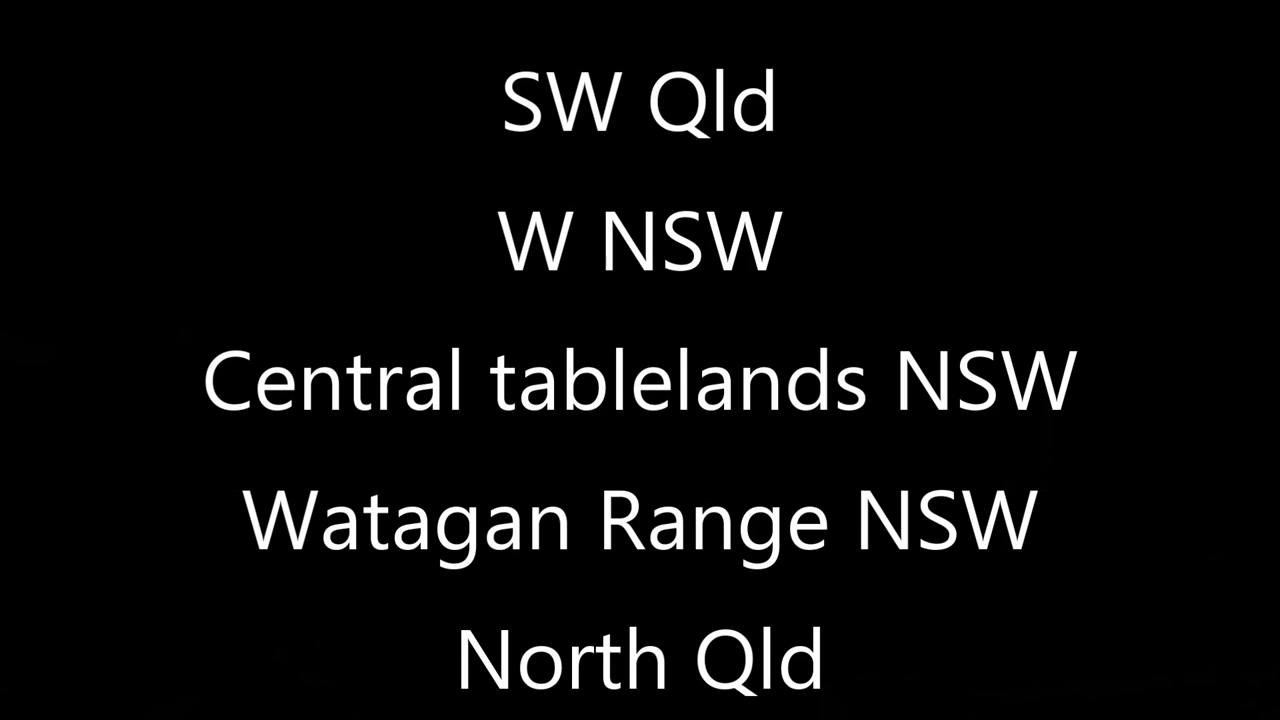 SW Qld
W NSW
Central tablelands NSW
Watagan Range NSW
North Qld